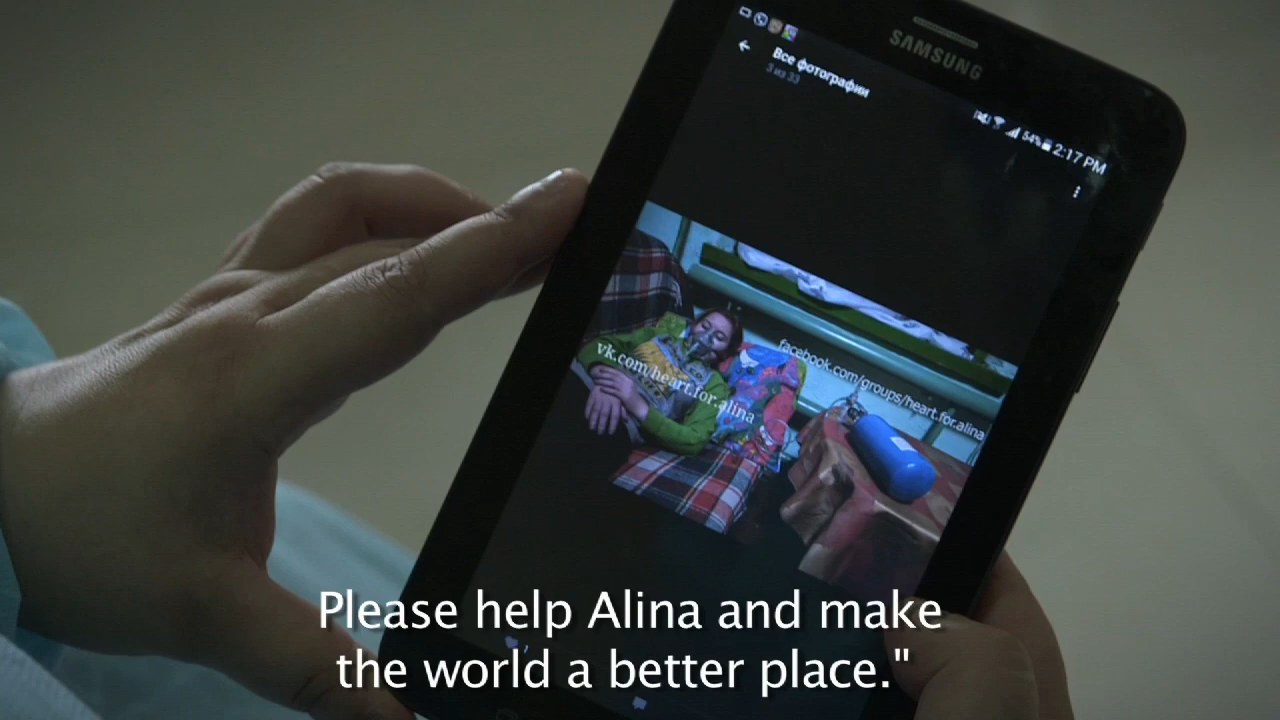 SAMSUNG
Все фотографии
3 из 33
54% 2:17 PM
facebook.com/groups/heart.for.alina
vk.com/heart.for.alina
Please help Alina and make
the world a better place."